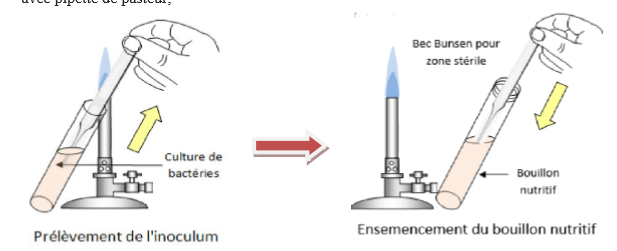 avec pipette de pasteur,
Bec Bunsen pour
zone stérile
Culture de
bactéries
Bouillon
nutritif
Prélèvement de l'inoculum
Ensemencement du bouillon nutritif